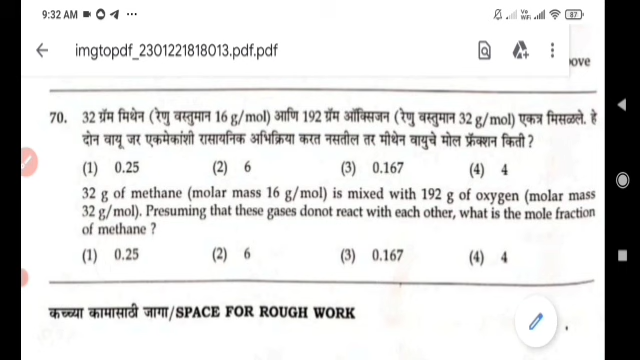 9:32 AM
Vo WiFi 87
imgtopdf_2301221818013.pdf.pdf
ove
70. 32 ग्रॅम मिथेन (रेणु वस्तुमान 16 g/mol) आणि 192 ग्रॅम ऑक्सिजन (रेणु वस्तुमान 32 g/mol) एकत्र मिसळले. हे
दोन वायू जर एकमेकांशी रासायनिक अभिक्रिया करत नसतील तर मीथेन वायुचे मोल फ्रॅक्शन किती ?
(1) 0.25 (2) 6 (3) 0.167 (4) 4
32 g of methane (molar mass 16 g/mol) is mixed with 192 g of oxygen (molar mass
32 g/mol). Presuming that these gases donot react with each other, what is the mole fraction
of methane ?
(1) 0.25 (2) 6 (3) 0.167 (4) 4
कच्च्या कामासाठी जागा/SPACE FOR ROUGH WORK